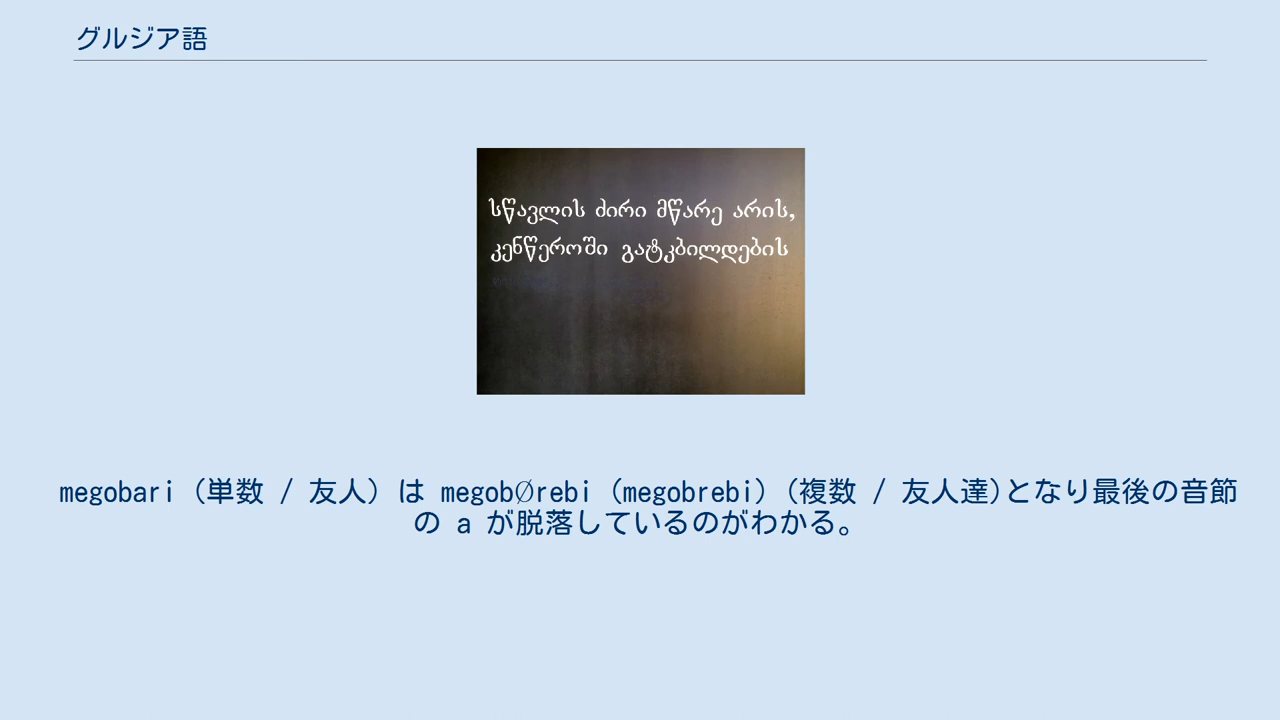 グルジア語
სწავლის ძირი მწარე არის,
კენწეროში გატკბილდების
megobari (単数 / 友人) は megob∅rebi (megobrebi) (複数 / 友人達)となり最後の音節
の a が脱落しているのがわかる。